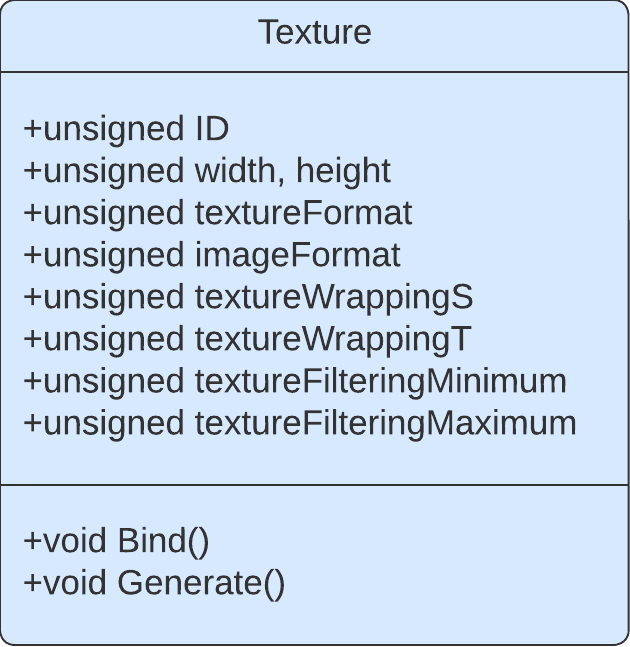 Texture
+unsigned ID
+unsigned width, height
+unsigned textureFormat
+unsigned imageFormat
+unsigned textureWrappingS
+unsigned textureWrappingT
+unsigned textureFilteringMinimum
+unsigned textureFilteringMaximum
+void Bind()
+void Generate()